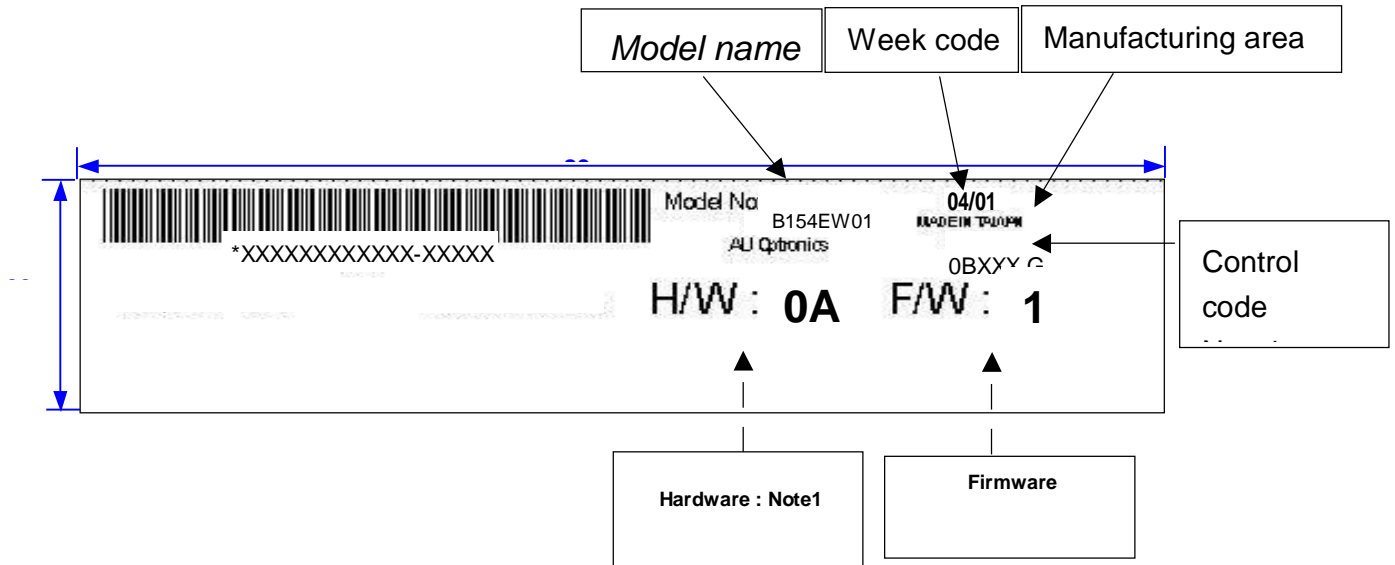 Model name
Week code
Manufacturing area
Model No
04/01
MADE IN TAIWAN
B154EW01
*XXXXXXXXXXXX-XXXXX
AU Optronics
0BXXX G
Control
code
H/W : 0A
F/W : 1
Hardware : Note1
Firmware